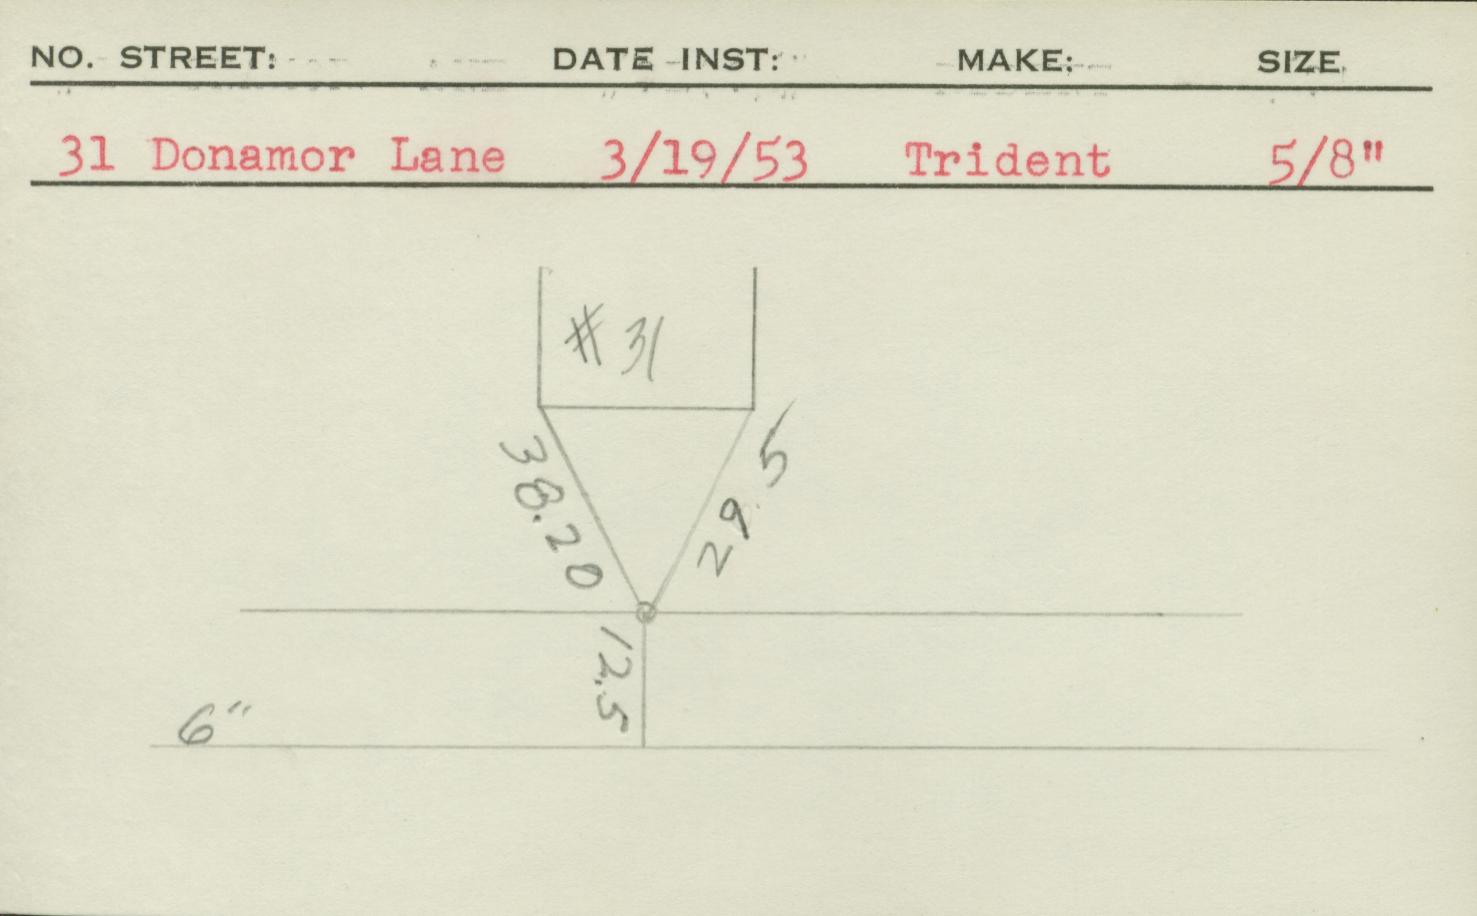 NO. STREET: DATE INST: MAKE: SIZE
31 Donamor Lane 3/19/53 Trident 5/8"
# 31
38.20
29.5
12.5
6"